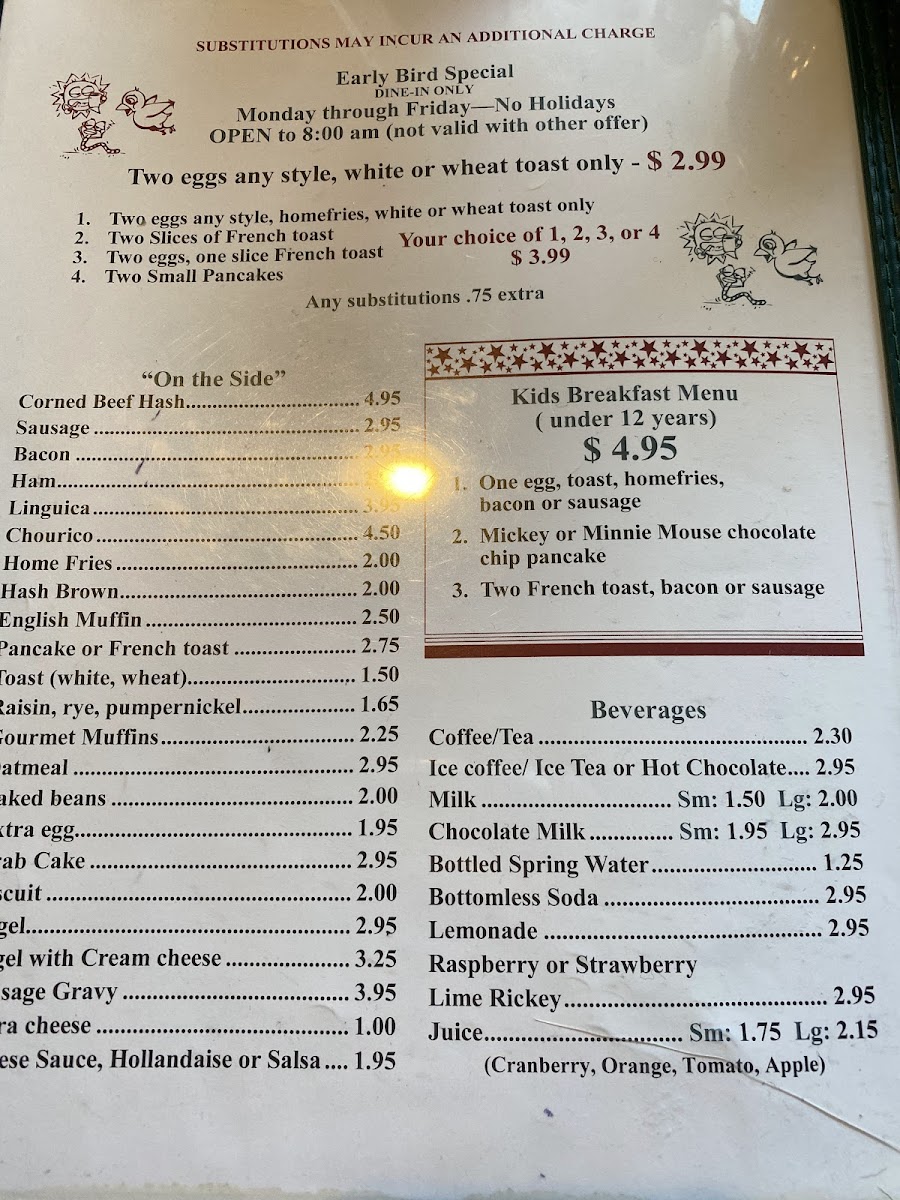 SUBSTITUTIONS MAY INCUR AN ADDITIONAL CHARGE
Early Bird Special
DINE-IN ONLY
Monday through Friday—No Holidays
OPEN to 8:00 am (not valid with other offer)
Two eggs any style, white or wheat toast only - $ 2.99
1. Two eggs any style, homefries, white or wheat toast only
2. Two Slices of French toast
3. Two eggs, one slice French toast
4. Two Small Pancakes
Your choice of 1, 2, 3, or 4
$ 3.99
Any substitutions .75 extra
“On the Side”
Corned Beef Hash.............................. 4.95
Sausage ............................................... 2.95
Bacon .................................................. 2.95
Ham.....................................................
Linguica............................................... 3.95
Chourico.............................................. 4.50
Home Fries .......................................... 2.00
Hash Brown......................................... 2.00
English Muffin .................................... 2.50
Pancake or French toast ..................... 2.75
Toast (white, wheat)............................. 1.50
Raisin, rye, pumpernickel................... 1.65
Gourmet Muffins................................. 2.25
atmeal ................................................ 2.95
aked beans .......................................... 2.00
xtra egg............................................... 1.95
rab Cake ............................................. 2.95
scuit .................................................... 2.00
gel........................................................ 2.95
gel with Cream cheese ...................... 3.25
sage Gravy ......................................... 3.95
ra cheese ............................................ 1.00
ese Sauce, Hollandaise or Salsa.... 1.95
Kids Breakfast Menu
( under 12 years)
$ 4.95
1. One egg, toast, homefries,
bacon or sausage
2. Mickey or Minnie Mouse chocolate
chip pancake
3. Two French toast, bacon or sausage
Beverages
Coffee/Tea .......................................... 2.30
Ice coffee/ Ice Tea or Hot Chocolate.... 2.95
Milk ............................. Sm: 1.50 Lg: 2.00
Chocolate Milk ............. Sm: 1.95 Lg: 2.95
Bottled Spring Water......................... 1.25
Bottomless Soda ................................. 2.95
Lemonade .......................................... 2.95
Raspberry or Strawberry
Lime Rickey........................................ 2.95
Juice............................... Sm: 1.75 Lg: 2.15
(Cranberry, Orange, Tomato, Apple)